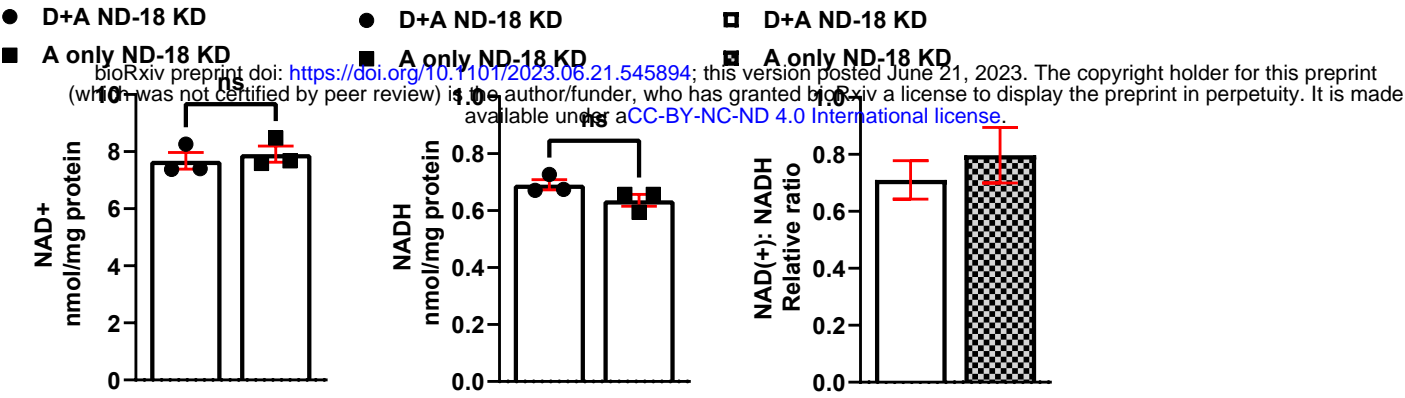 D+A ND-18 KD
A only ND-18 KD
D+A ND-18 KD
A only ND-18 KD
D+A ND-18 KD
A only ND-18 KD
bioRxiv preprint doi: https://doi.org/10.1101/2023.06.21.545894; this version posted June 21, 2023. The copyright holder for this preprint
(which was not certified by peer review) is the author/funder, who has granted bioRxiv a license to display the preprint in perpetuity. It is made
available under aCC-BY-NC-ND 4.0 International license.
ns
10
8
6
4
2
0
NAD+
nmol/mg protein
ns
1.0
0.8
0.6
0.4
0.2
0.0
NADH
nmol/mg protein
1.0
0.8
0.6
0.4
0.2
0.0
NAD(+): NADH
Relative ratio